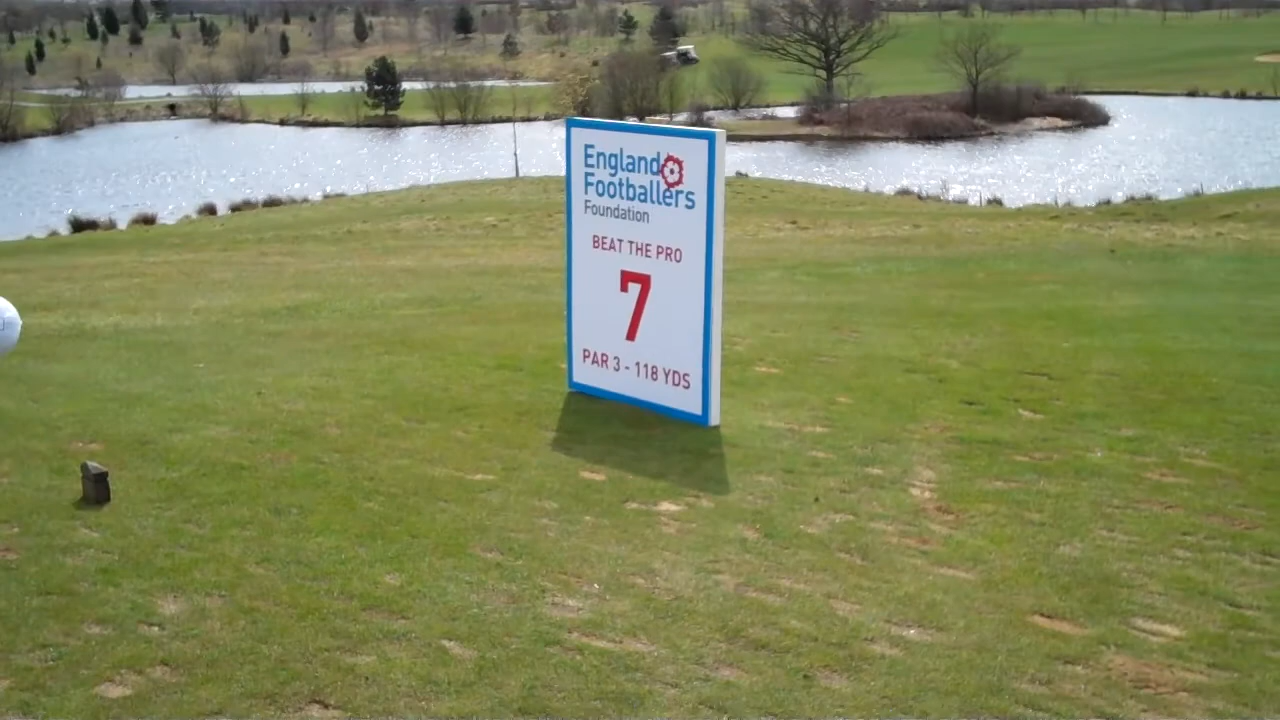 England
Footballers
Foundation
BEAT THE PRO
7
PAR 3 - 118 YDS